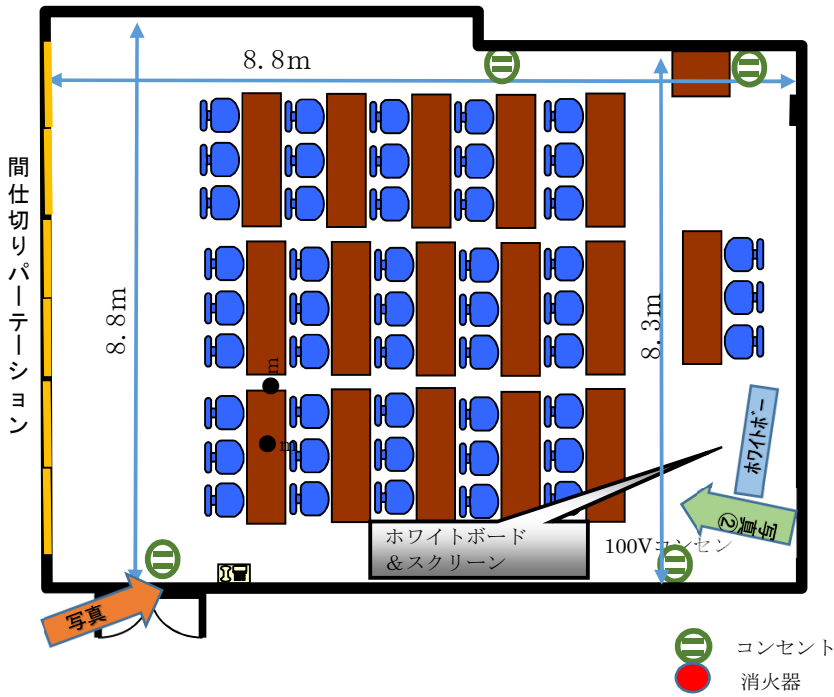 8.8m
間仕切りパーテーション
8.8m
8.3m
m
m
ホワイトボー
写真②
ホワイトボード
&スクリーン
100Vコンセン
写真
コンセント
消火器